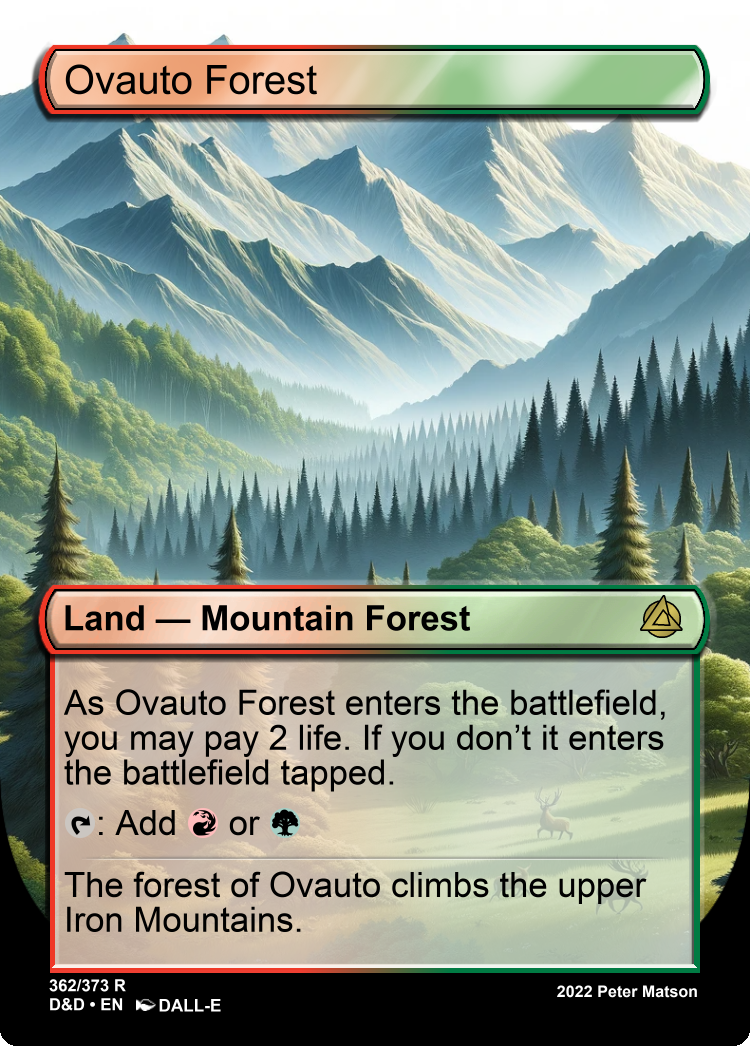 Ovauto Forest
Land — Mountain Forest
As Ovauto Forest enters the battlefield,
you may pay 2 life. If you don’t it enters
the battlefield tapped.
: Add or
The forest of Ovauto climbs the upper
Iron Mountains.
362/373 R
D&D • EN DALL-E
2022 Peter Matson